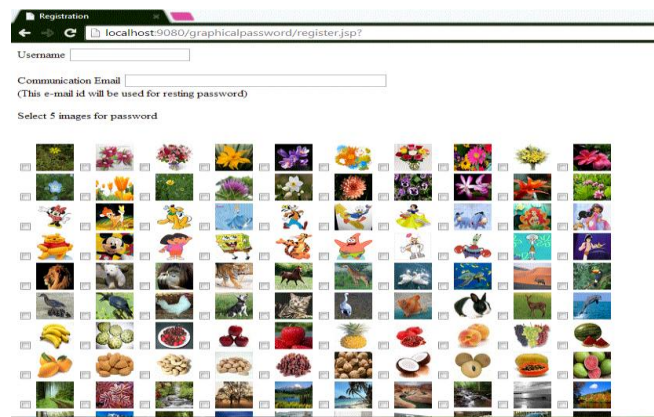 Registration
localhost:9080/graphicalpassword/register.jsp?
Username
Communication Email
(This e-mail id will be used for resting password)
Select 5 images for password